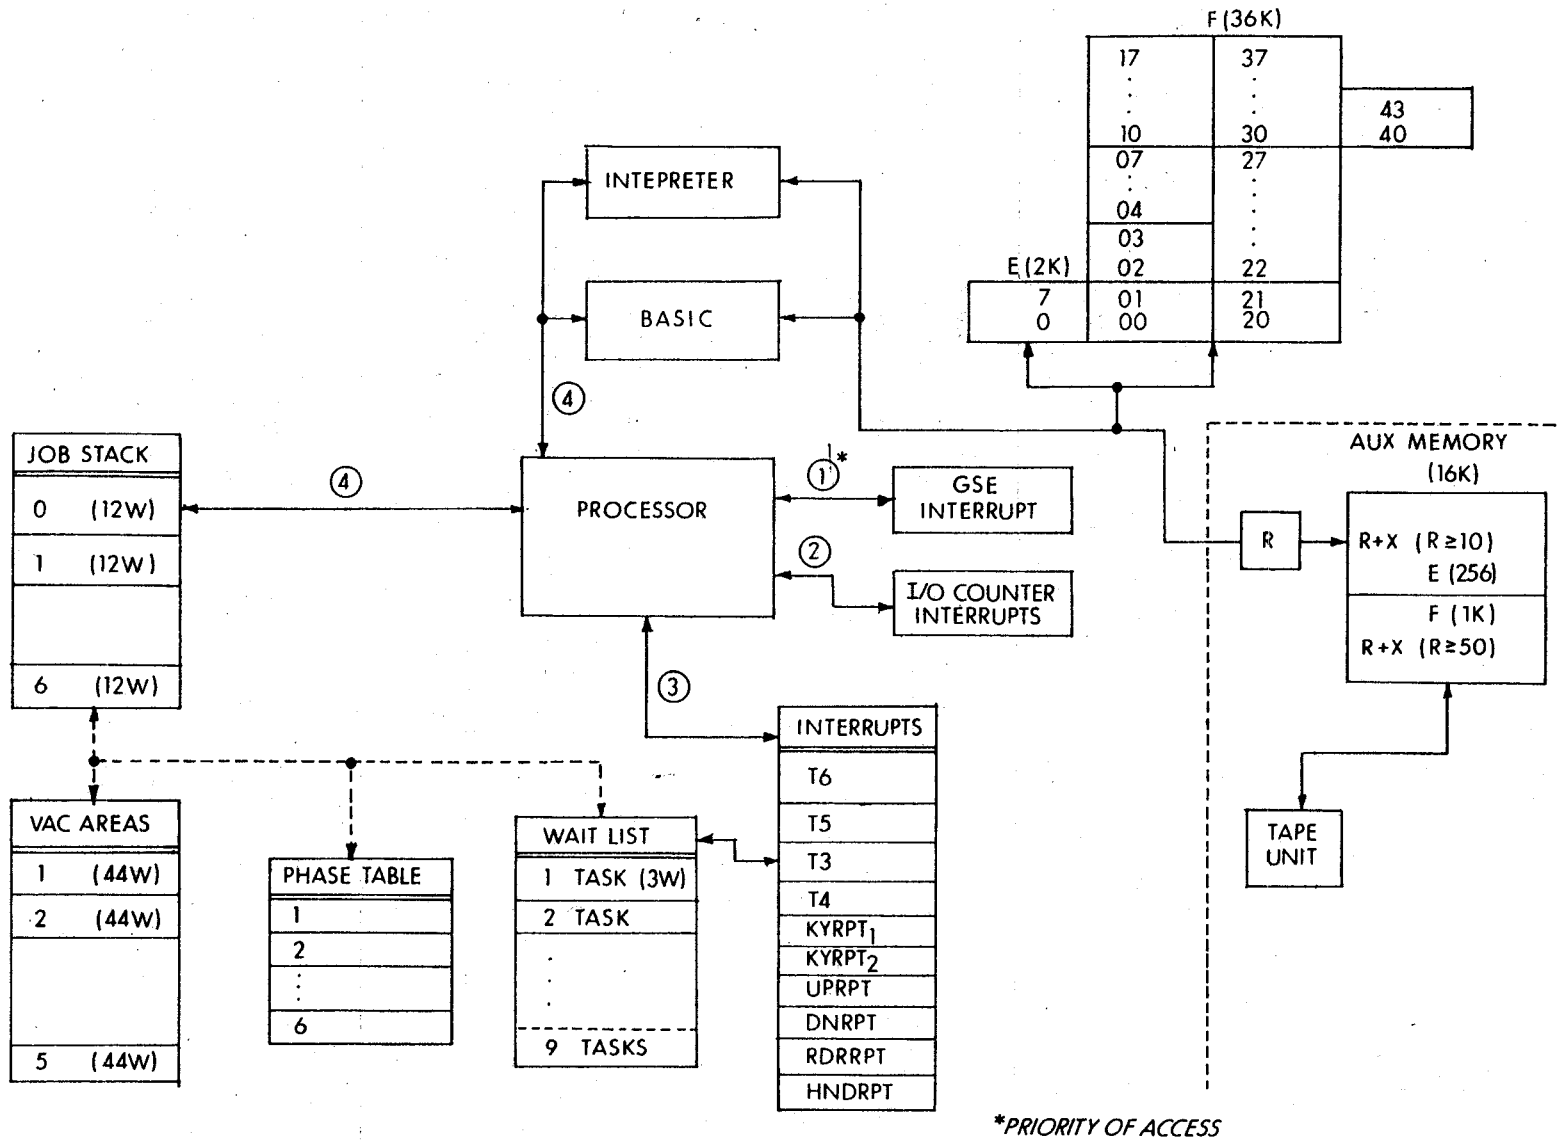 F (36K)
17 37
10 30
43
40
07 27
04
03
02 22
E (2K)
7 01 21
0 00 20
INTEPRETER
BASIC
④
JOB STACK
0 (12W)
1 (12W)
6 (12W)
④
PROCESSOR
①*
GSE
INTERRUPT
②
I/O COUNTER
INTERRUPTS
③
AUX MEMORY
(16K)
R
R+X (R≥10)
E (256)
F (1K)
R+X (R≥50)
TAPE
UNIT
VAC AREAS
1 (44W)
2 (44W)
5 (44W)
PHASE TABLE
1
2
6
WAIT LIST
1 TASK (3W)
2 TASK
9 TASKS
INTERRUPTS
T6
T5
T3
T4
KYRPT1
KYRPT2
UPRPT
DNRPT
RDRRPT
HNDRPT
*PRIORITY OF ACCESS